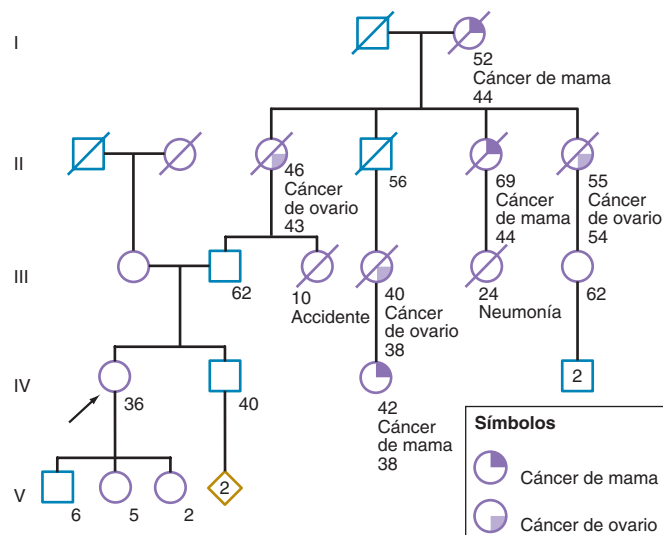 I
52
Cáncer de mama
44
II
46
Cáncer
de ovario
43
56
69
Cáncer
de mama
44
55
Cáncer
de ovario
54
III
62
10
Accidente
40
Cáncer
de ovario
38
24
Neumonía
62
IV
36
40
42
Cáncer
de mama
38
2
V
6
5
2
2
Símbolos
Cáncer de mama
Cáncer de ovario